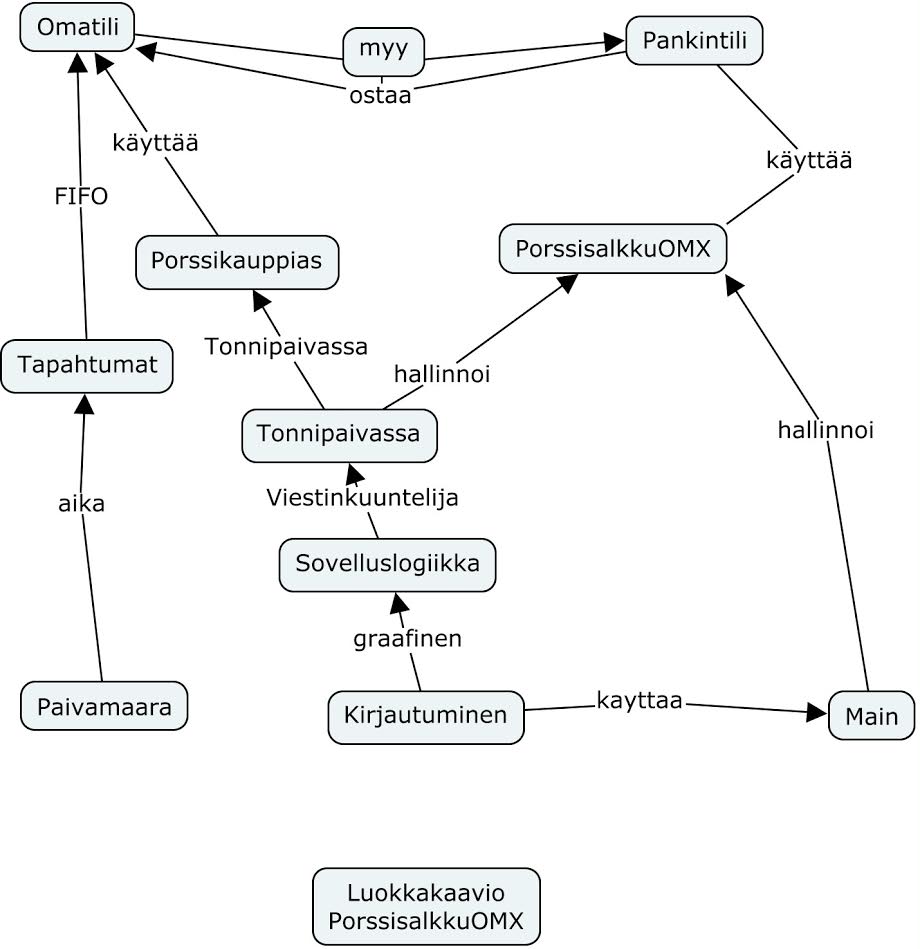 Omatili
myy
Pankintili
ostaa
käyttää
käyttää
FIFO
Porssikauppias
PorssisalkkuOMX
Tonnipaivassa
Tapahtumat
hallinnoi
Tonnipaivassa
hallinnoi
Viestinkuuntelija
aika
Sovelluslogiikka
graafinen
Paivamaara
Kirjautuminen
kayttaa
Main
Luokkakaavio
PorssisalkkuOMX